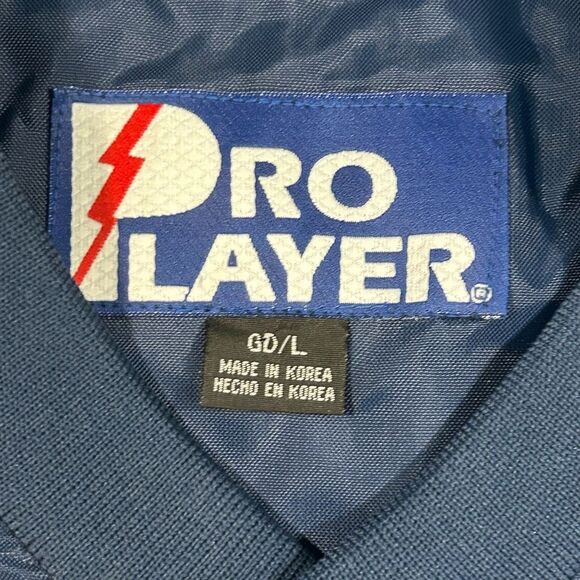 PRO
PLAYER®
GD/L
MADE IN KOREA
HECHO EN KOREA